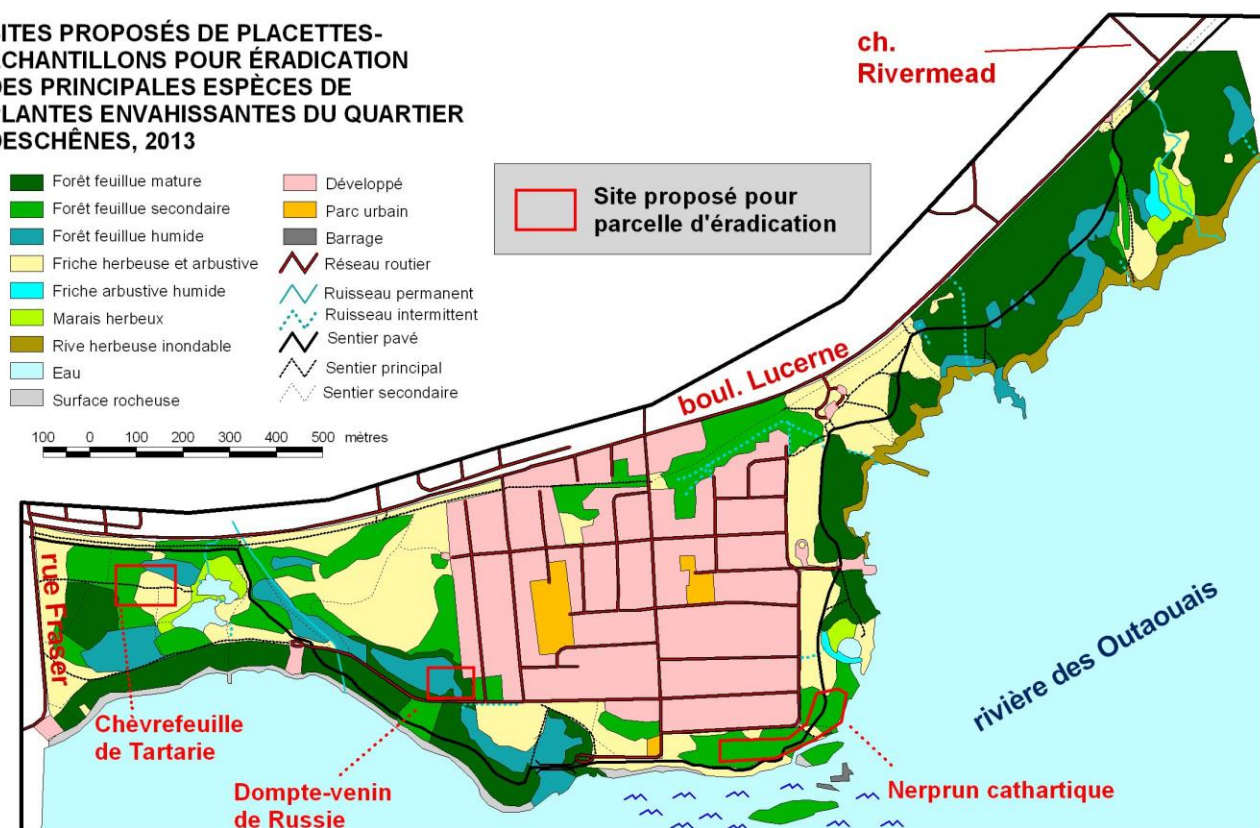 SITES PROPOSÉS DE PLACETTES-
ÉCHANTILLONS POUR ÉRADICATION
DES PRINCIPALES ESPÈCES DE
PLANTES ENVAHISSANTES DU QUARTIER
DESCHÊNES, 2013
Forêt feuillue mature
Forêt feuillue secondaire
Forêt feuillue humide
Friche herbeuse et arbustive
Friche arbustive humide
Marais herbeux
Rive herbeuse inondable
Eau
Surface rocheuse
Développé
Parc urbain
Barrage
Réseau routier
Ruisseau permanent
Ruisseau intermittent
Sentier pavé
Sentier principal
Sentier secondaire
100 0 100 200 300 400 500 mètres
Site proposé pour
parcelle d'éradication
ch.
Rivermead
boul. Lucerne
rue Fraser
rivière des Outaouais
Chèvrefeuille
de Tartarie
Dompte-venin
de Russie
Nerprun cathartique